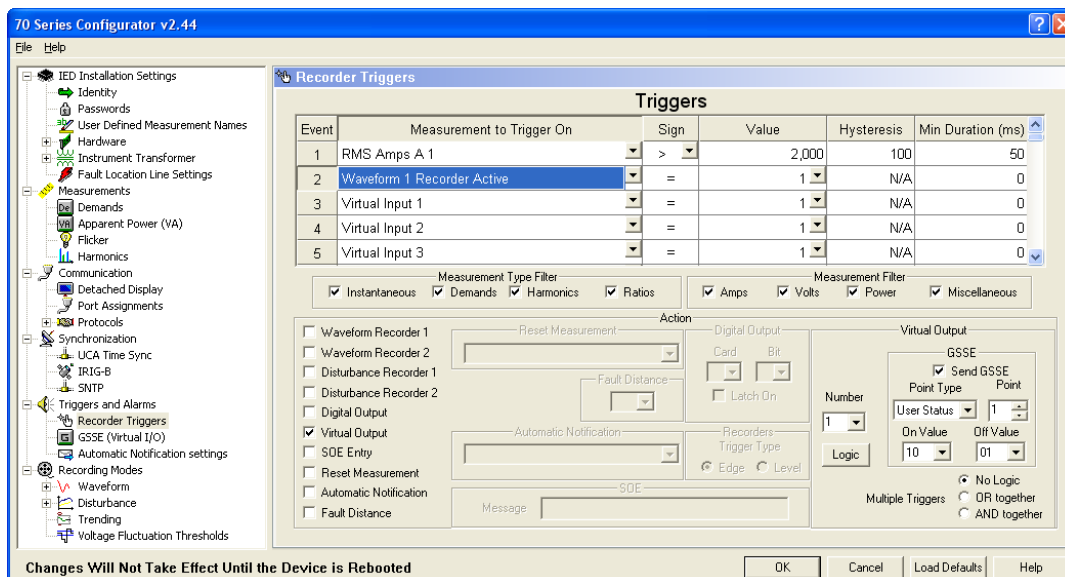 70 Series Configurator v2.44
File Help
IED Installation Settings
Identity
Passwords
User Defined Measurement Names
Hardware
Instrument Transformer
Fault Location Line Settings
Measurements
Demands
Apparent Power (VA)
Flicker
Harmonics
Communication
Detached Display
Port Assignments
Protocols
Synchronization
UCA Time Sync
IRIG-B
SNTP
Triggers and Alarms
Recorder Triggers
GSSE (Virtual I/O)
Automatic Notification settings
Recording Modes
Waveform
Disturbance
Trending
Voltage Fluctuation Thresholds
Recorder Triggers
Triggers
Event Measurement to Trigger On Sign Value Hysteresis Min Duration (ms)
1 RMS Amps A 1 > 2,000 100 50
2 Waveform 1 Recorder Active = 1 N/A 0
3 Virtual Input 1 = 1 N/A 0
4 Virtual Input 2 = 1 N/A 0
5 Virtual Input 3 = 1 N/A 0
Measurement Type Filter
Instantaneous Demands Harmonics Ratios
Measurement Filter
Amps Volts Power Miscellaneous
Action
Waveform Recorder 1
Waveform Recorder 2
Disturbance Recorder 1
Disturbance Recorder 2
Digital Output
Virtual Output
SOE Entry
Reset Measurement
Automatic Notification
Fault Distance
Reset Measurement
Fault Distance
Automatic Notification
SOE
Message
Digital Output
Card Bit
Latch On
Recorders
Trigger Type
Edge Level
Virtual Output
Number
1
Logic
GSSE
Send GSSE
Point Type Point
User Status 1
On Value Off Value
10 01
Multiple Triggers
No Logic
OR together
AND together
Changes Will Not Take Effect Until the Device is Rebooted
OK Cancel Load Defaults Help